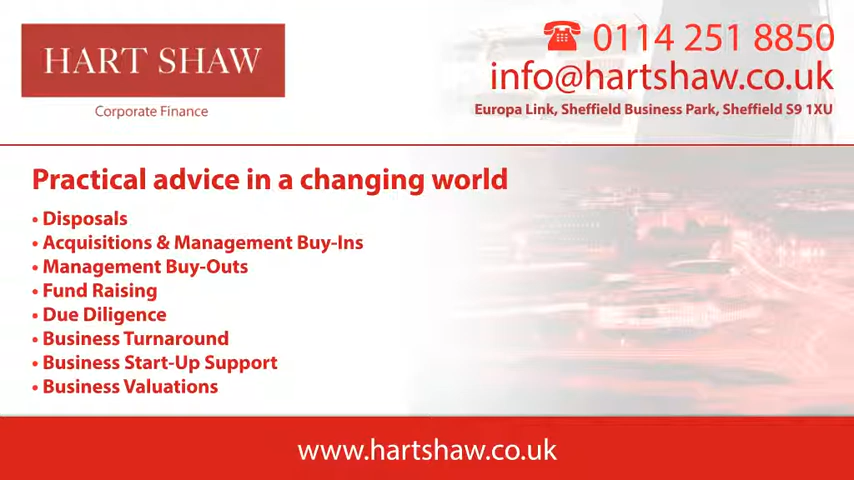 HART SHAW
Corporate Finance
0114 251 8850
info@hartshaw.co.uk
Europa Link, Sheffield Business Park, Sheffield S9 1XU
Practical advice in a changing world
• Disposals
• Acquisitions & Management Buy-Ins
• Management Buy-Outs
• Fund Raising
• Due Diligence
• Business Turnaround
• Business Start-Up Support
• Business Valuations
www.hartshaw.co.uk